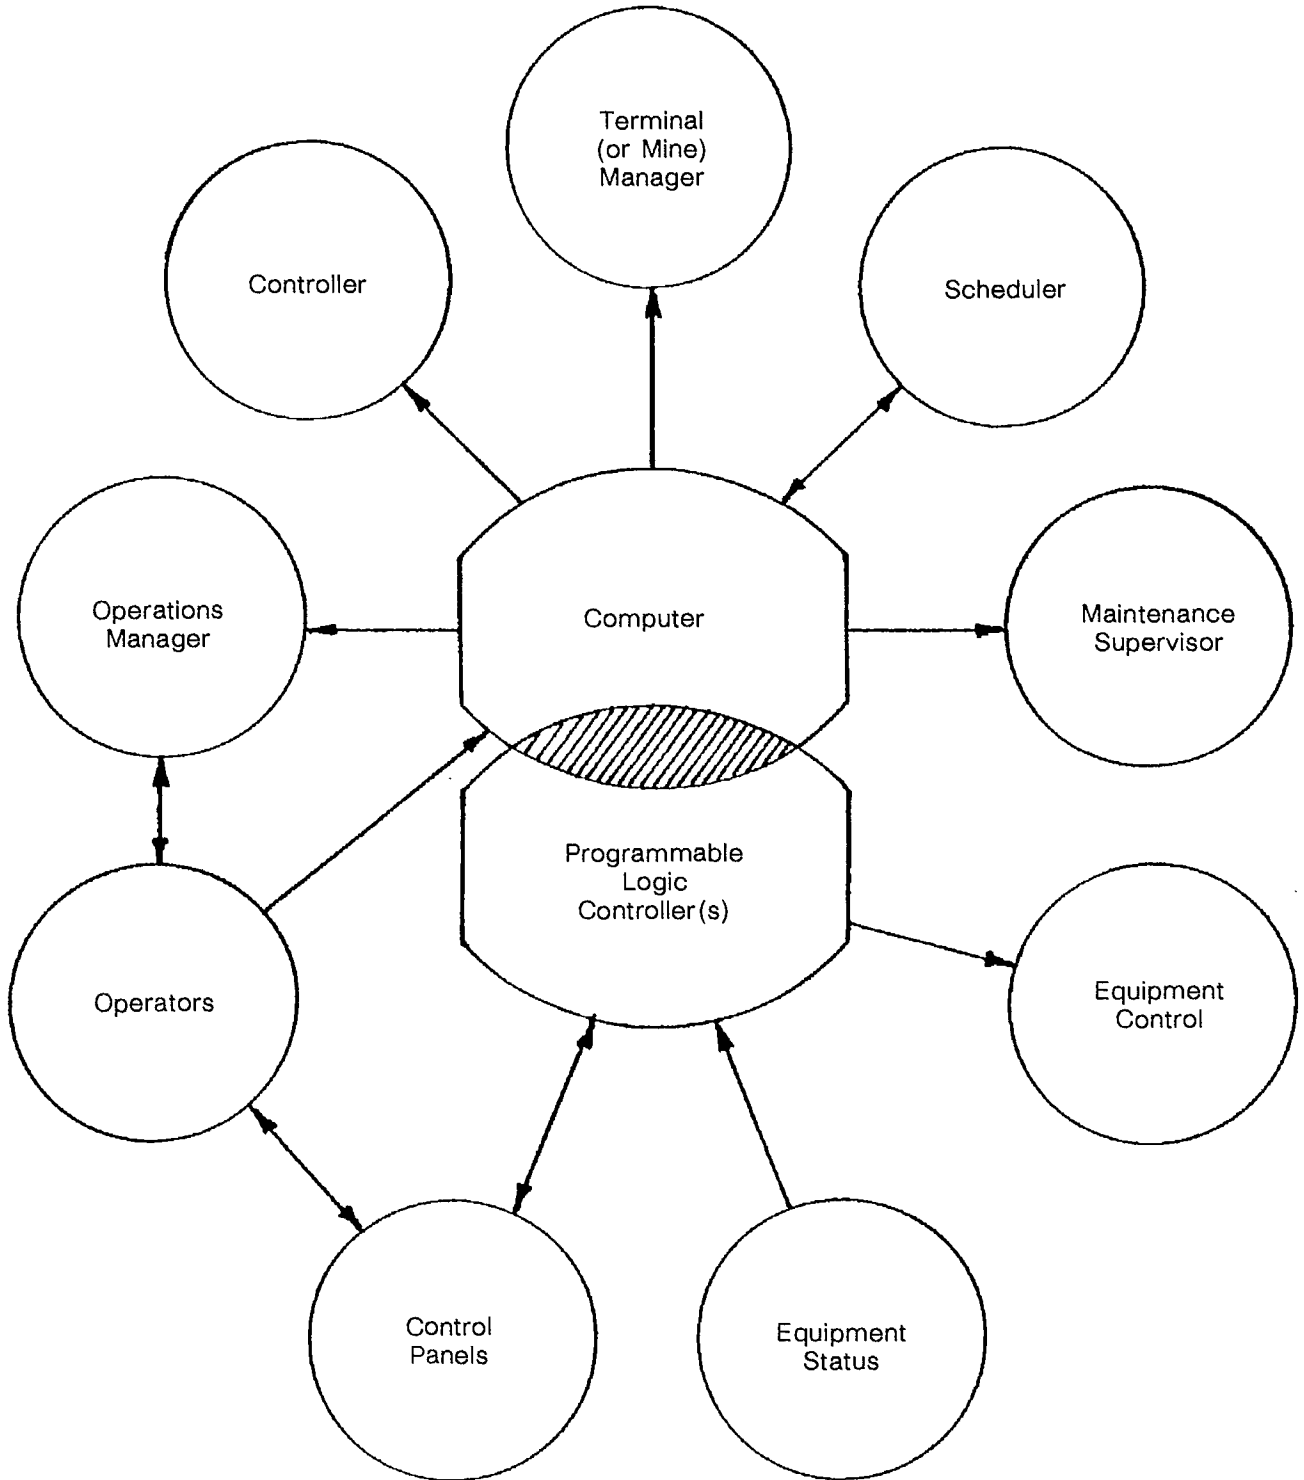 Terminal
(or Mine)
Manager
Controller
Scheduler
Operations
Manager
Computer
Maintenance
Supervisor
Programmable
Logic
Controller(s)
Operators
Equipment
Control
Control
Panels
Equipment
Status